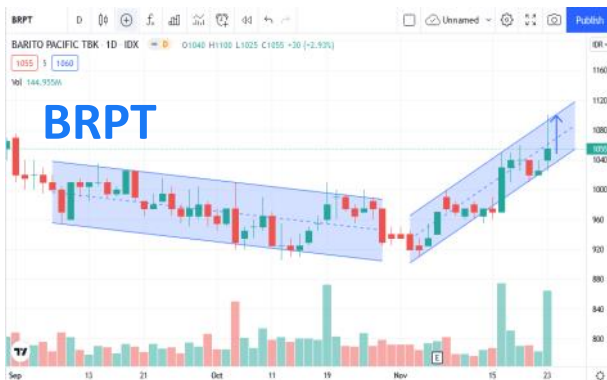 BRPT D Unnamed Publish
BARITO PACIFIC TBK · 1D · IDX D O1040 H1100 L1025 C1055 +30 (+2.93%) IDR
1055 5 1060
Vol 144.955M
BRPT
1160
1120
1080
1055
1040
1000
960
920
880
840
800
E
Sep 13 21 Oct 11 19 Nov 15 23